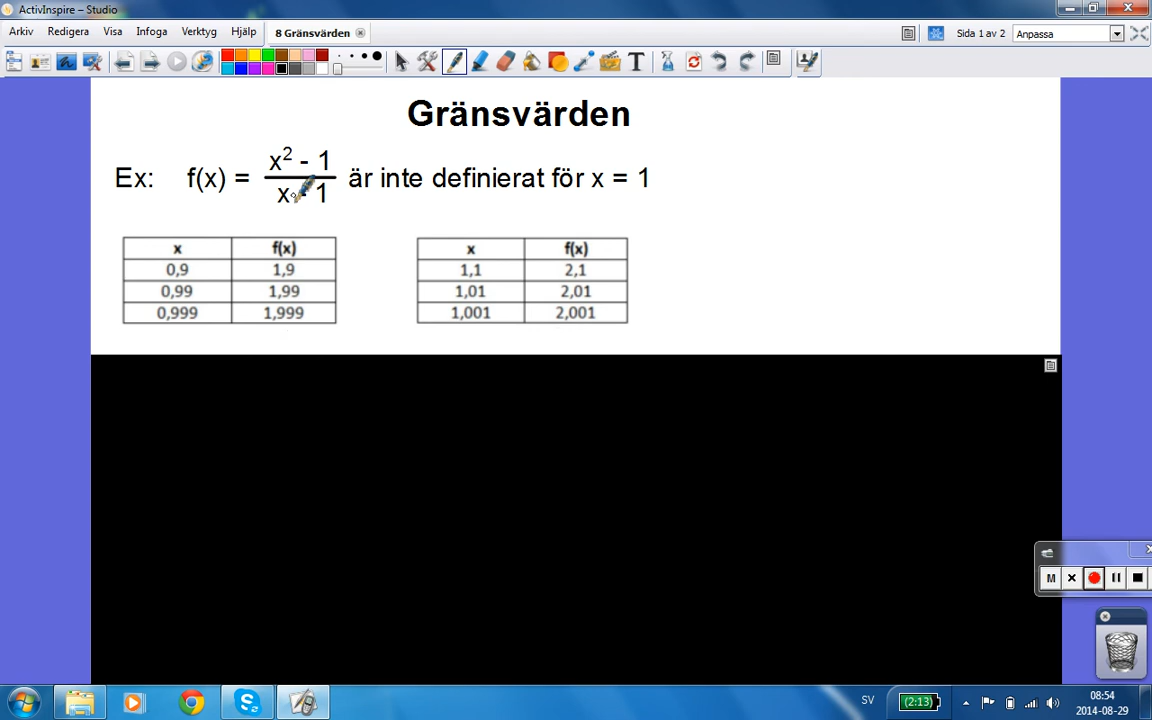 ActivInspire – Studio
Arkiv Redigera Visa Infoga Verktyg Hjälp 8 Gränsvärden Sida 1 av 2 Anpassa
Gränsvärden
Ex: f(x) = x² - 1 / x - 1 är inte definierat för x = 1
x f(x)
0,9 1,9
0,99 1,99
0,999 1,999
x f(x)
1,1 2,1
1,01 2,01
1,001 2,001
M
SV (2:13) 08:54
2014-08-29